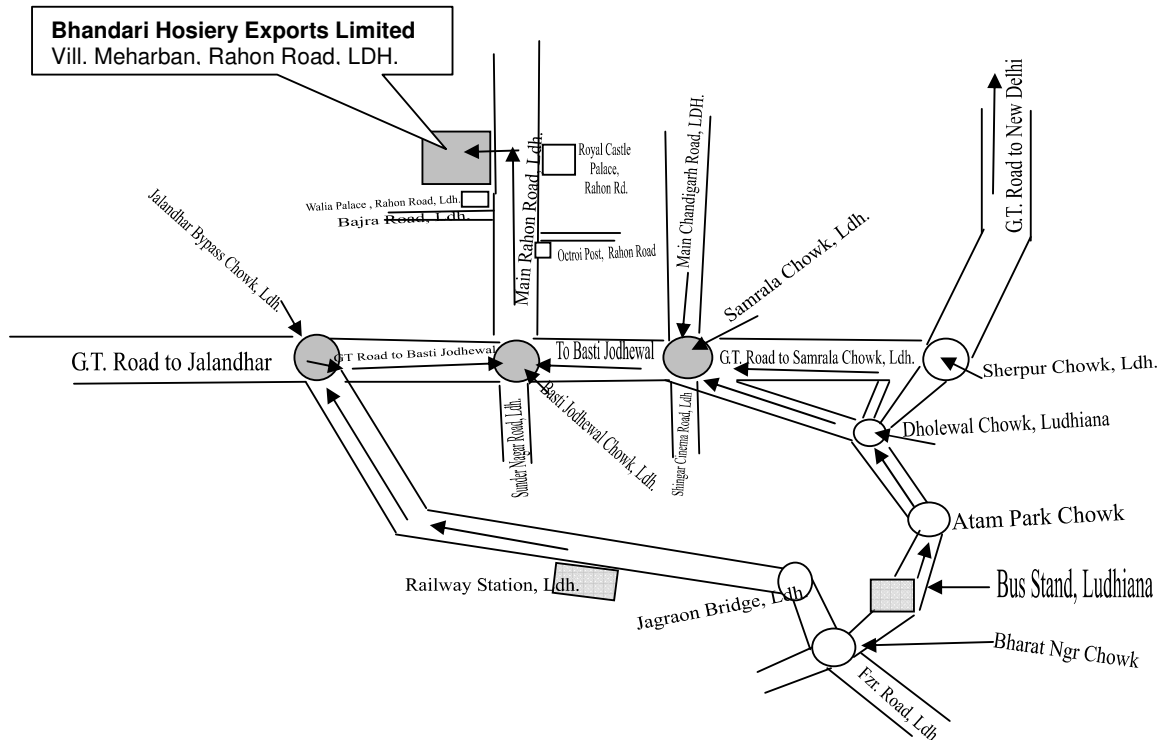 Bhandari Hosiery Exports Limited
Vill. Meharban, Rahon Road, LDH.
G.T. Road to New Delhi
Main Chandigarh Road, LDH.
Main Rahon Road, Ldh.
Royal Castle
Palace,
Rahon Rd.
Walia Palace , Rahon Road, Ldh.
Bajra Road, Ldh.
Jalandhar Bypass Chowk, Ldh.
Octroi Post, Rahon Road
Samrala Chowk, Ldh.
G.T. Road to Jalandhar
GT Road to Basti Jodhewal
To Basti Jodhewal
G.T. Road to Samrala Chowk, Ldh.
Sherpur Chowk, Ldh.
Sunder Nagar Road, Ldh.
Basti Jodhewal Chowk, Ldh.
Shingar Cinema Road, Ldh
Dholewal Chowk, Ludhiana
Atam Park Chowk
Railway Station, Ldh.
Jagraon Bridge, Ldh
Bus Stand, Ludhiana
Bharat Ngr Chowk
Fzr. Road, Ldh